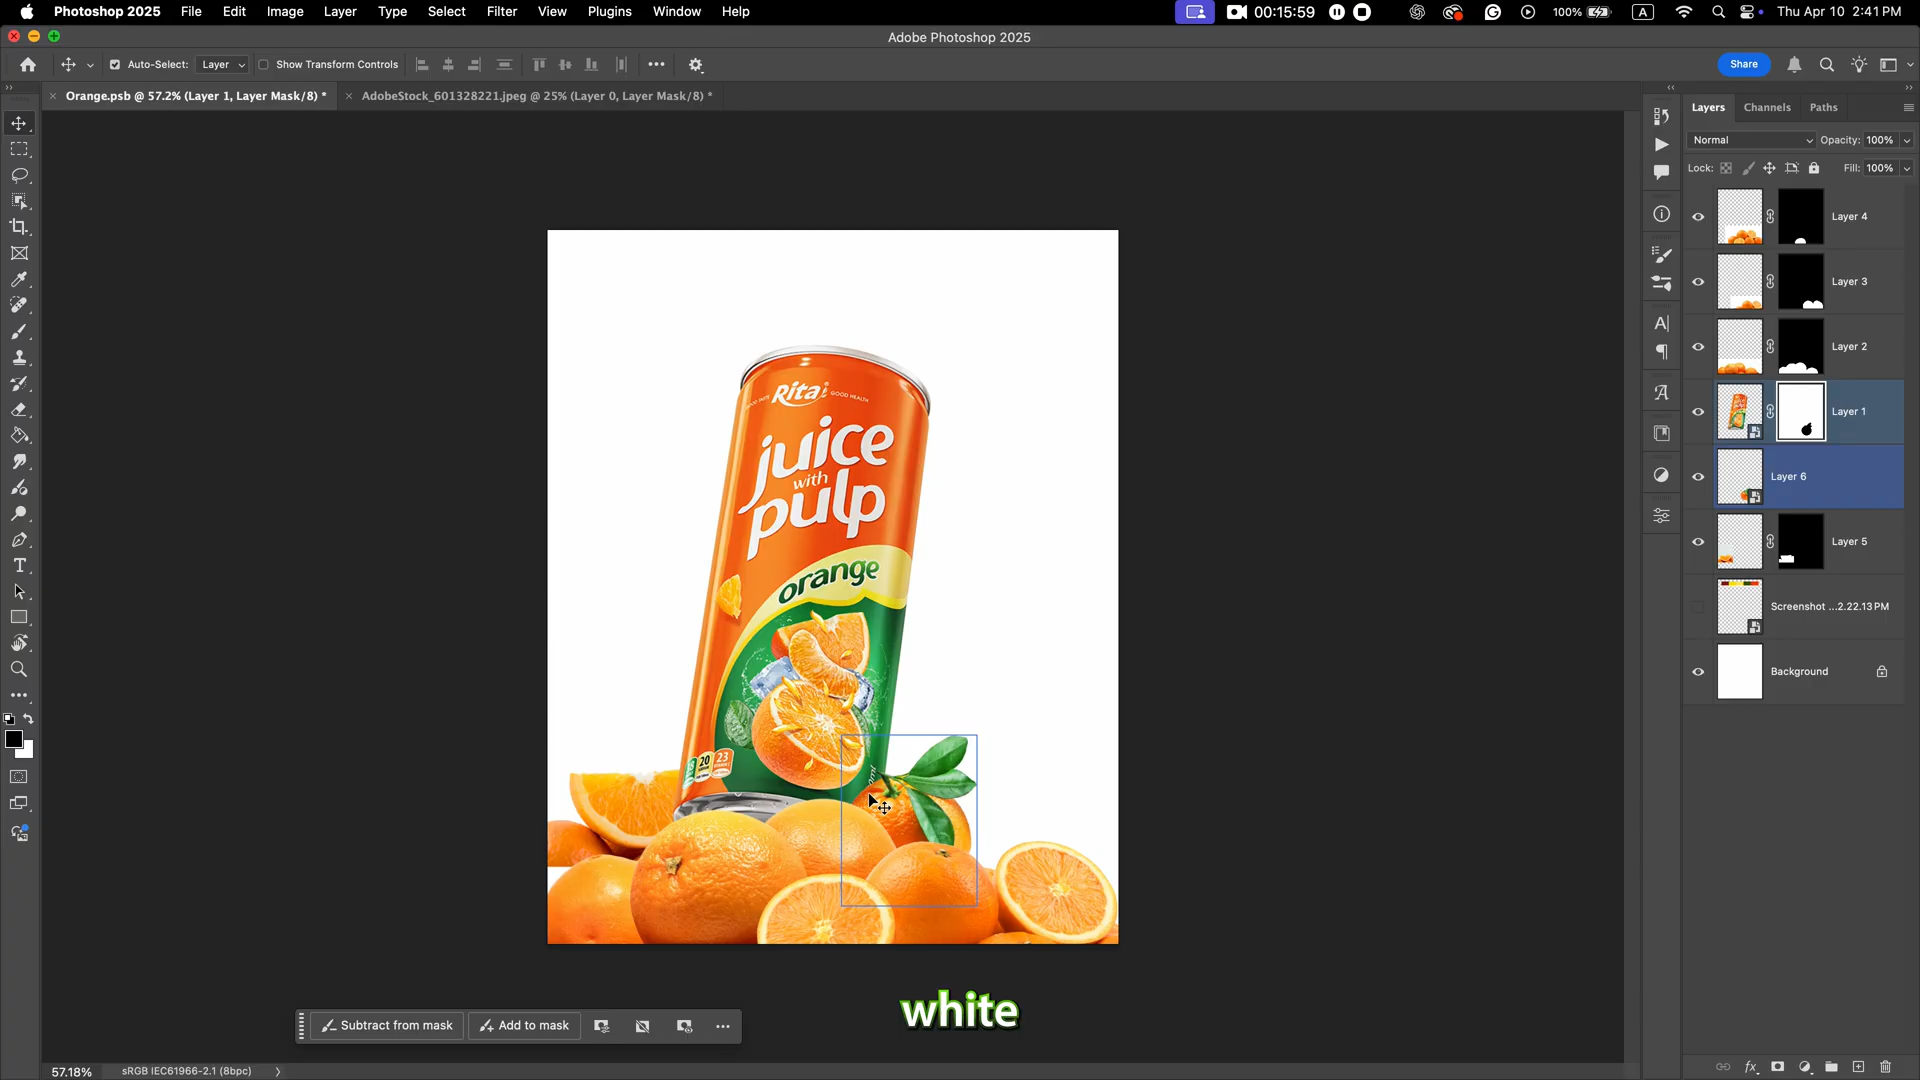 Photoshop 2025 File Edit Image Layer Type Select Filter View Plugins Window Help 00:15:59 100% A Thu Apr 10 2:41 PM
Adobe Photoshop 2025
Auto-Select: Layer Show Transform Controls Share
Orange.psb @ 57.2% (Layer 1, Layer Mask/8) * AdobeStock_601328221.jpeg @ 25% (Layer 0, Layer Mask/8) *
Layers Channels Paths
Normal Opacity: 100%
Lock: Fill: 100%
Layer 4
Layer 3
Layer 2
Layer 1
Layer 6
Layer 5
Screenshot ...2.22.13 PM
Background
Rita
GOOD TASTE GOOD HEALTH
juice
with
pulp
orange
20 23
juice
white
Subtract from mask Add to mask
57.18% sRGB IEC61966-2.1 (8bpc)